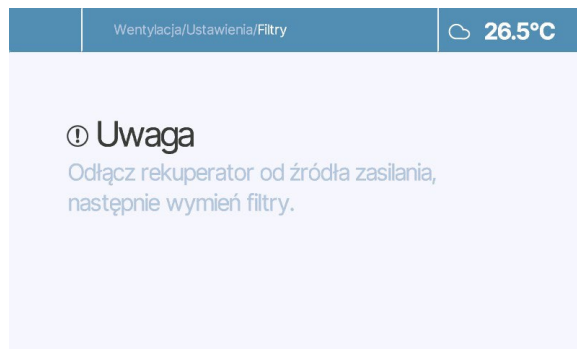 Wentylacja/Ustawienia/Filtry
26.5°C
Uwaga
Odłącz rekuperator od źródła zasilania,
następnie wymień filtry.